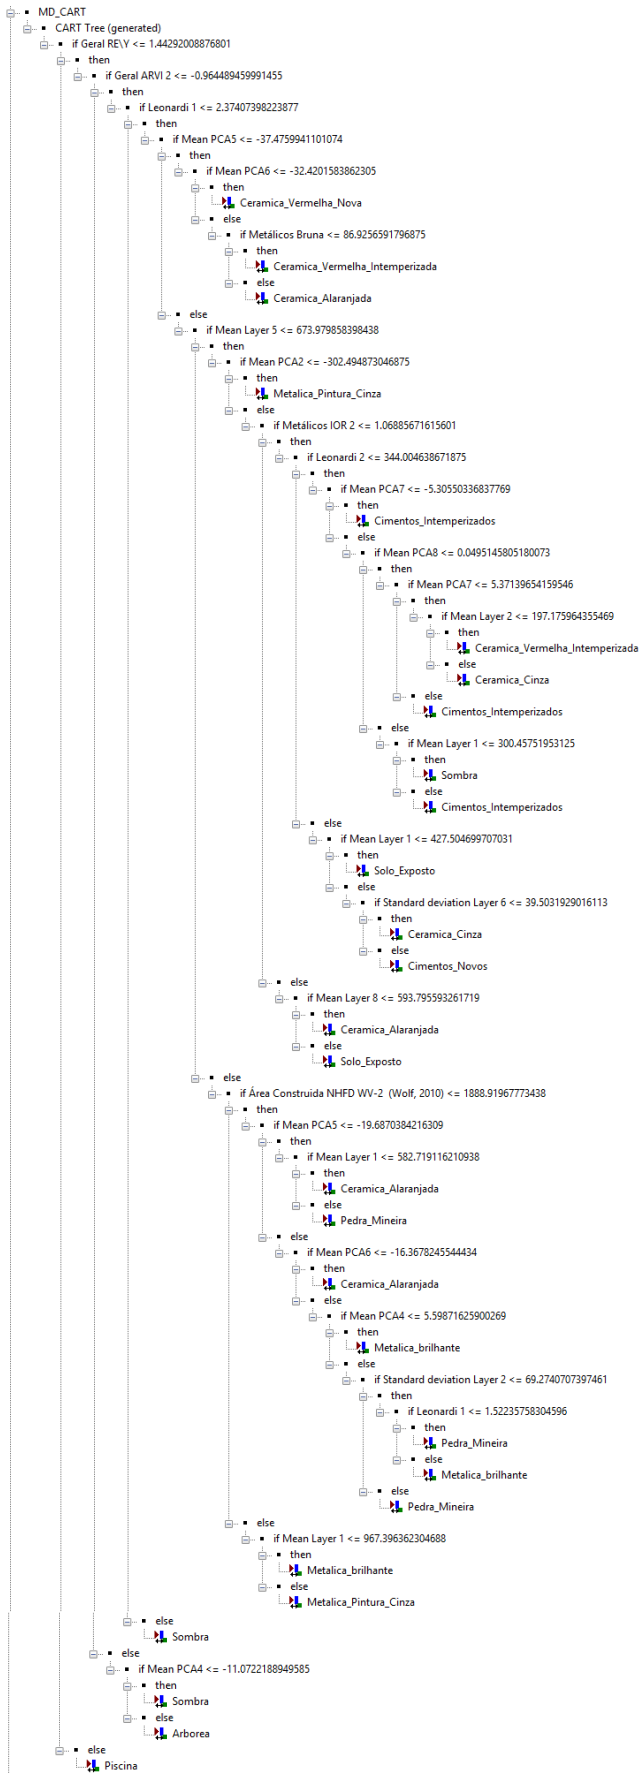 MD_CART
CART Tree (generated)
if Geral RE\Y <= 1.44292008876801
then
if Geral ARVI 2 <= -0.964489459991455
then
if Leonardi 1 <= 2.37407398223877
then
if Mean PCA5 <= -37.4759941101074
then
if Mean PCA6 <= -32.4201583862305
then
Ceramica_Vermelha_Nova
else
if Metálicos Bruna <= 86.9256591796875
then
Ceramica_Vermelha_Intemperizada
else
Ceramica_Alaranjada
else
if Mean Layer 5 <= 673.979858398438
then
if Mean PCA2 <= -302.494873046875
then
Metalica_Pintura_Cinza
else
if Metálicos IOR 2 <= 1.06885671615601
then
if Leonardi 2 <= 344.004638671875
then
if Mean PCA7 <= -5.30550336837769
then
Cimentos_Intemperizados
else
if Mean PCA8 <= 0.0495145805180073
then
if Mean PCA7 <= 5.37139654159546
then
if Mean Layer 2 <= 197.175964355469
then
Ceramica_Vermelha_Intemperizada
else
Ceramica_Cinza
else
Cimentos_Intemperizados
else
if Mean Layer 1 <= 300.45751953125
then
Sombra
else
Cimentos_Intemperizados
else
if Mean Layer 1 <= 427.504699707031
then
Solo_Exposto
else
if Standard deviation Layer 6 <= 39.5031929016113
then
Ceramica_Cinza
else
Cimentos_Novos
else
if Mean Layer 8 <= 593.795593261719
then
Ceramica_Alaranjada
else
Solo_Exposto
else
if Área Construida NHFD WV-2 (Wolf, 2010) <= 1888.91967773438
then
if Mean PCA5 <= -19.6870384216309
then
if Mean Layer 1 <= 582.719116210938
then
Ceramica_Alaranjada
else
Pedra_Mineira
else
if Mean PCA6 <= -16.3678245544434
then
Ceramica_Alaranjada
else
if Mean PCA4 <= 5.59871625900269
then
Metalica_brilhante
else
if Standard deviation Layer 2 <= 69.2740707397461
then
if Leonardi 1 <= 1.52235758304596
then
Pedra_Mineira
else
Metalica_brilhante
else
Pedra_Mineira
else
if Mean Layer 1 <= 967.396362304688
then
Metalica_brilhante
else
Metalica_Pintura_Cinza
else
Sombra
else
if Mean PCA4 <= -11.0722188949585
then
Sombra
else
Arborea
else
Piscina